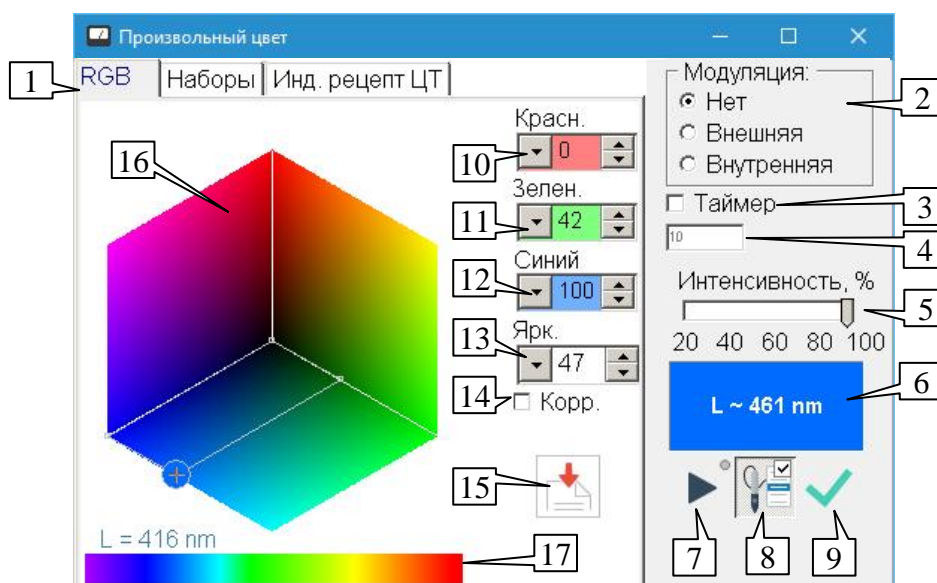 Произвольный цвет
1
RGB
Наборы
Инд. рецепт ЦТ
Модуляция:
Нет
2
Внешняя
Внутренняя
Красн.
16
10
0
Зелен.
Таймер
3
11
42
10
4
Синий
12
100
Интенсивность, %
5
Ярк.
13
47
20 40 60 80 100
14
Корр.
L ~ 461 nm
6
15
L = 416 nm
17
7
8
9